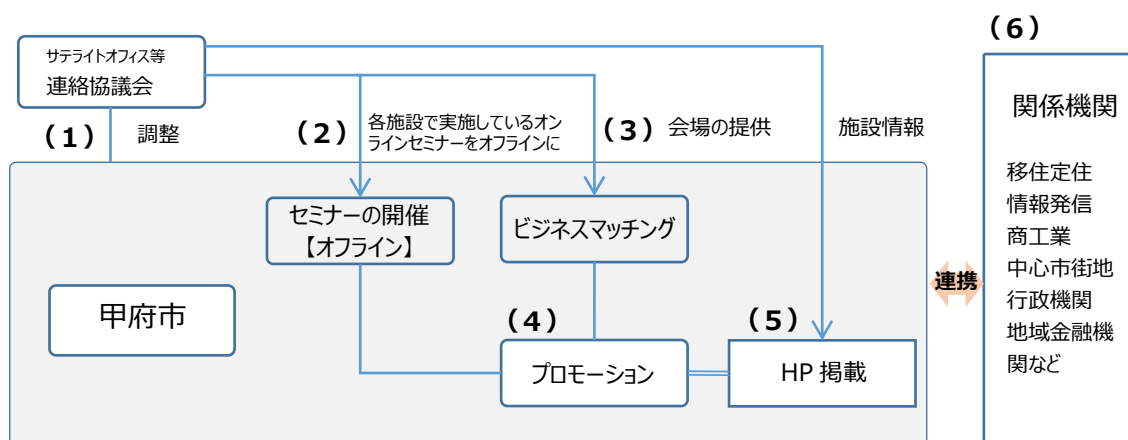 （６）
サテライトオフィス等
連絡協議会
（１）
調整
（２）
各施設で実施しているオン
ラインセミナーをオフラインに
（３）
会場の提供
施設情報
セミナーの開催
【オフライン】
ビジネスマッチング
甲府市
（４）
プロモーション
（５）
HP 掲載
連携
関係機関
移住定住
情報発信
商工業
中心市街地
行政機関
地域金融機
関など